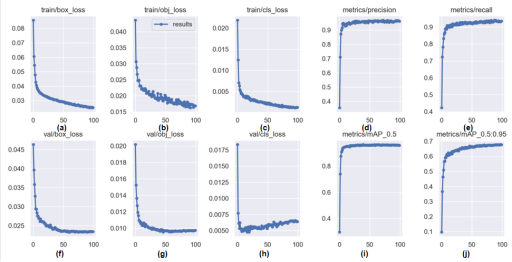 train/box_loss
train/obj_loss
train/cls_loss
metrics/precision
metrics/recall
results
0.08
0.07
0.06
0.05
0.04
0.03
0.040
0.035
0.030
0.025
0.020
0.015
0.020
0.015
0.010
0.005
0.9
0.8
0.7
0.6
0.5
0.4
0.9
0.8
0.7
0.6
0.5
0.4
0 50 100
0 50 100
0 50 100
0 50 100
0 50 100
(a)
(b)
(c)
(d)
(e)
val/box_loss
val/obj_loss
val/cls_loss
metrics/mAP_0.5
metrics/mAP_0.5:0.95
0.045
0.040
0.035
0.030
0.025
0.020
0.018
0.016
0.014
0.012
0.010
0.0175
0.0150
0.0125
0.0100
0.0075
0.0050
0.8
0.6
0.4
0.7
0.6
0.5
0.4
0.3
0.2
0.1
0 50 100
0 50 100
0 50 100
0 50 100
0 50 100
(f)
(g)
(h)
(i)
(j)